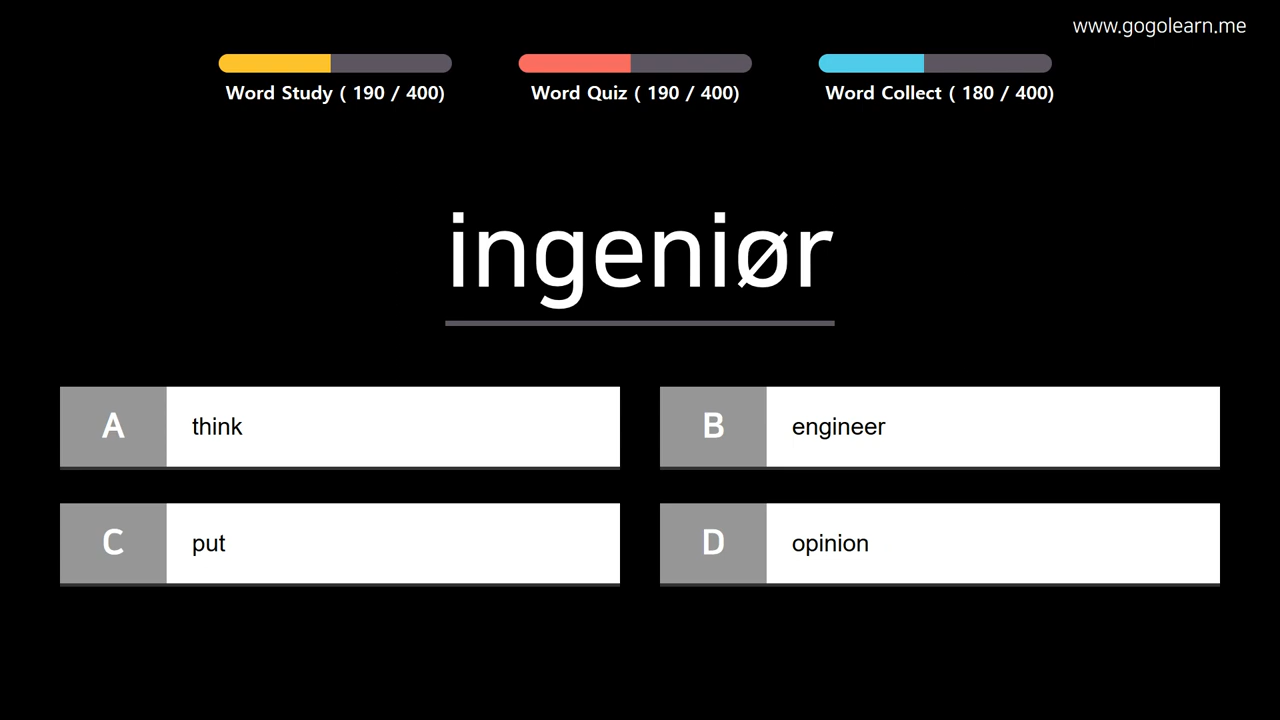 www.gogolearn.me
Word Study ( 190 / 400)
Word Quiz ( 190 / 400)
Word Collect ( 180 / 400)
ingeniør
A think
B engineer
C put
D opinion